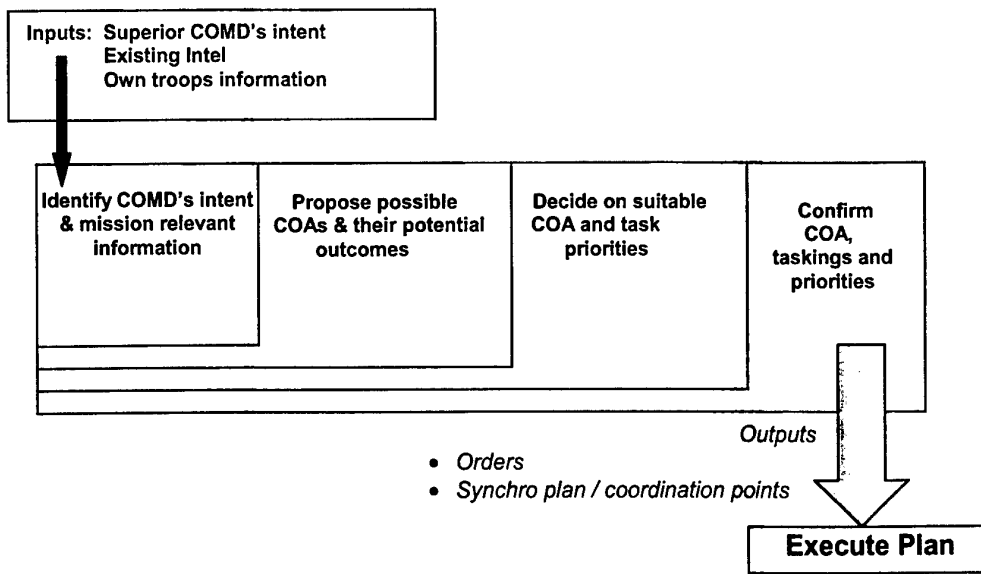 Inputs: Superior COMD's intent
Existing Intel
Own troops information
Identify COMD's intent
& mission relevant
information
Propose possible
COAs & their potential
outcomes
Decide on suitable
COA and task
priorities
Confirm
COA,
taskings and
priorities
Outputs
• Orders
• Synchro plan / coordination points
Execute Plan